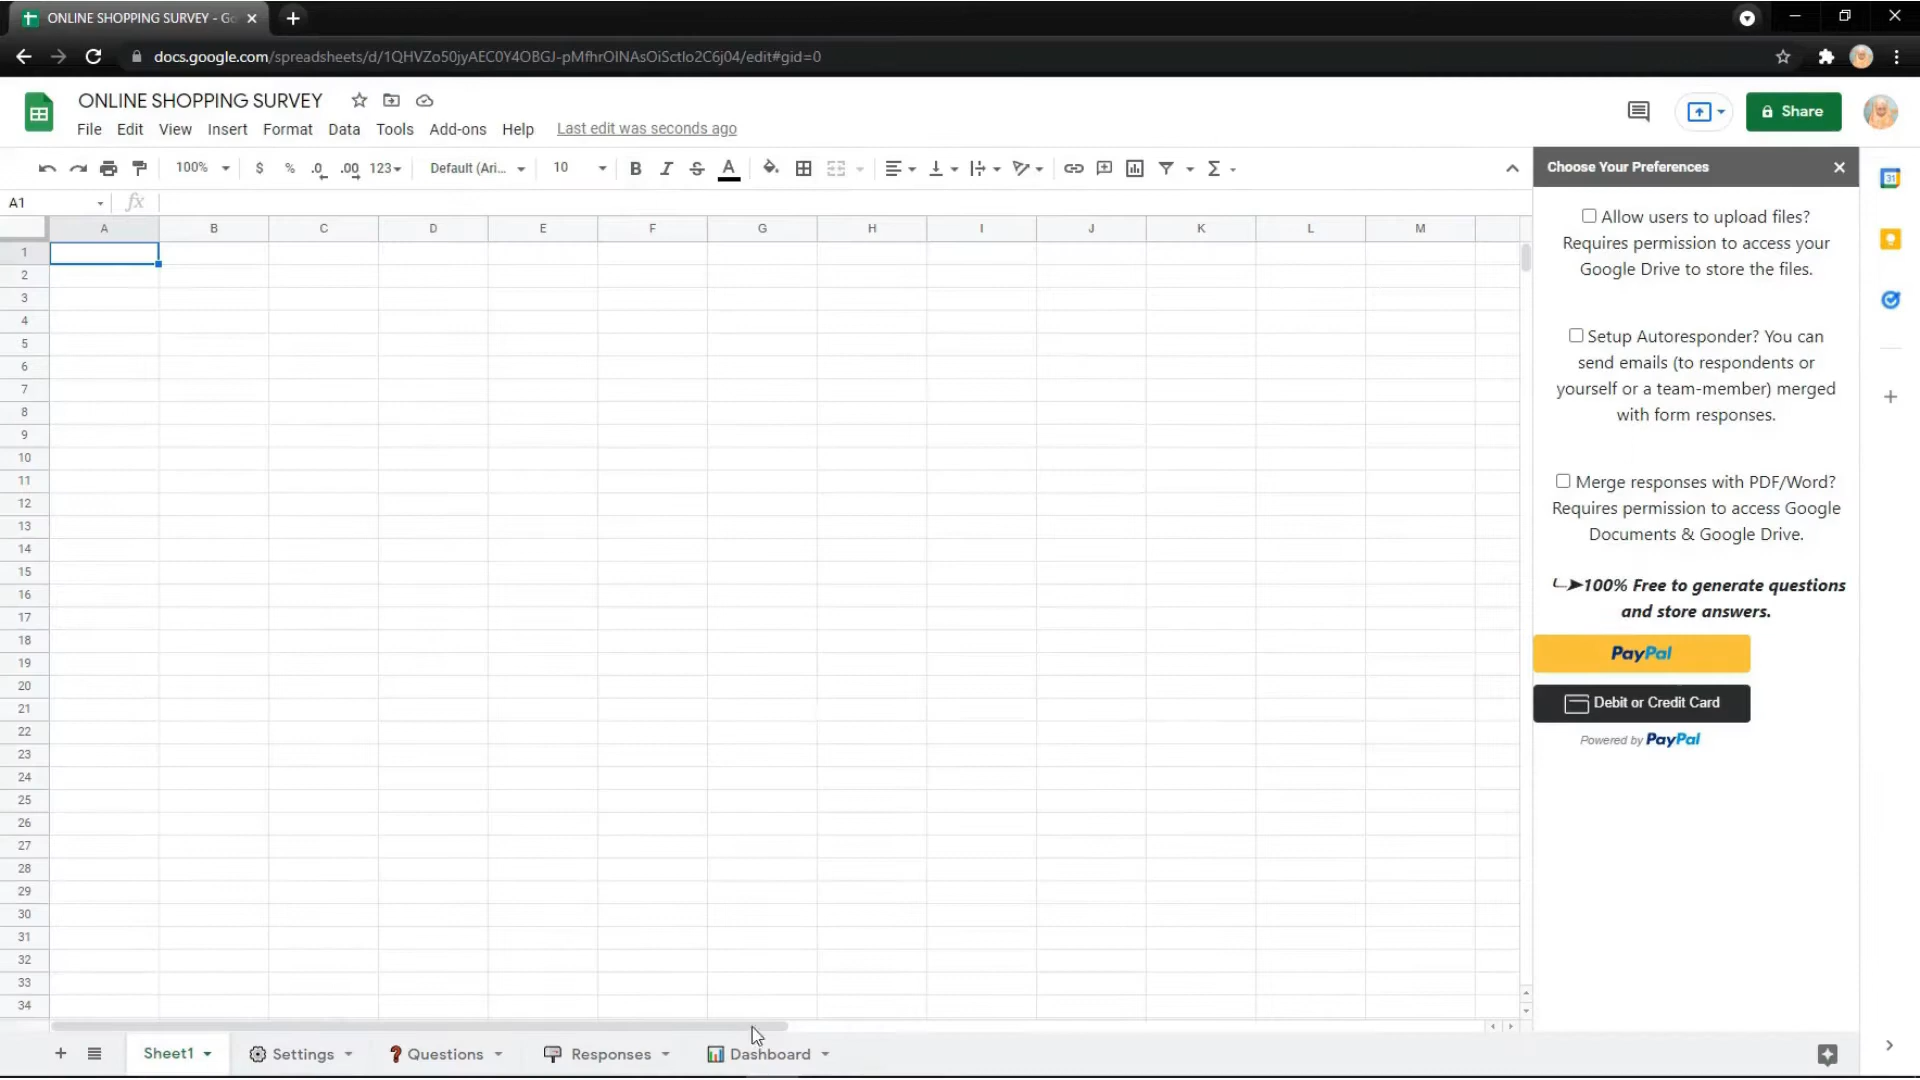 ONLINE SHOPPING SURVEY - Go
docs.google.com/spreadsheets/d/1QHVZo50jyAEC0Y4OBGJ-pMfhrOlNAsOiSctIo2C6j04/edit#gid=0
ONLINE SHOPPING SURVEY
Share
File Edit View Insert Format Data Tools Add-ons Help Last edit was seconds ago
100% $ % .0 .00 123 Default (Ari... 10 B I S A Σ
A1 fx
A B C D E F G H I J K L M
1
2
3
4
5
6
7
8
9
10
11
12
13
14
15
16
17
18
19
20
21
22
23
24
25
26
27
28
29
30
31
32
33
34
Choose Your Preferences
Allow users to upload files?
Requires permission to access your
Google Drive to store the files.
Setup Autoresponder? You can
send emails (to respondents or
yourself or a team-member) merged
with form responses.
Merge responses with PDF/Word?
Requires permission to access Google
Documents & Google Drive.
100% Free to generate questions
and store answers.
PayPal
Debit or Credit Card
Powered by PayPal
31
Sheet1 Settings Questions Responses Dashboard